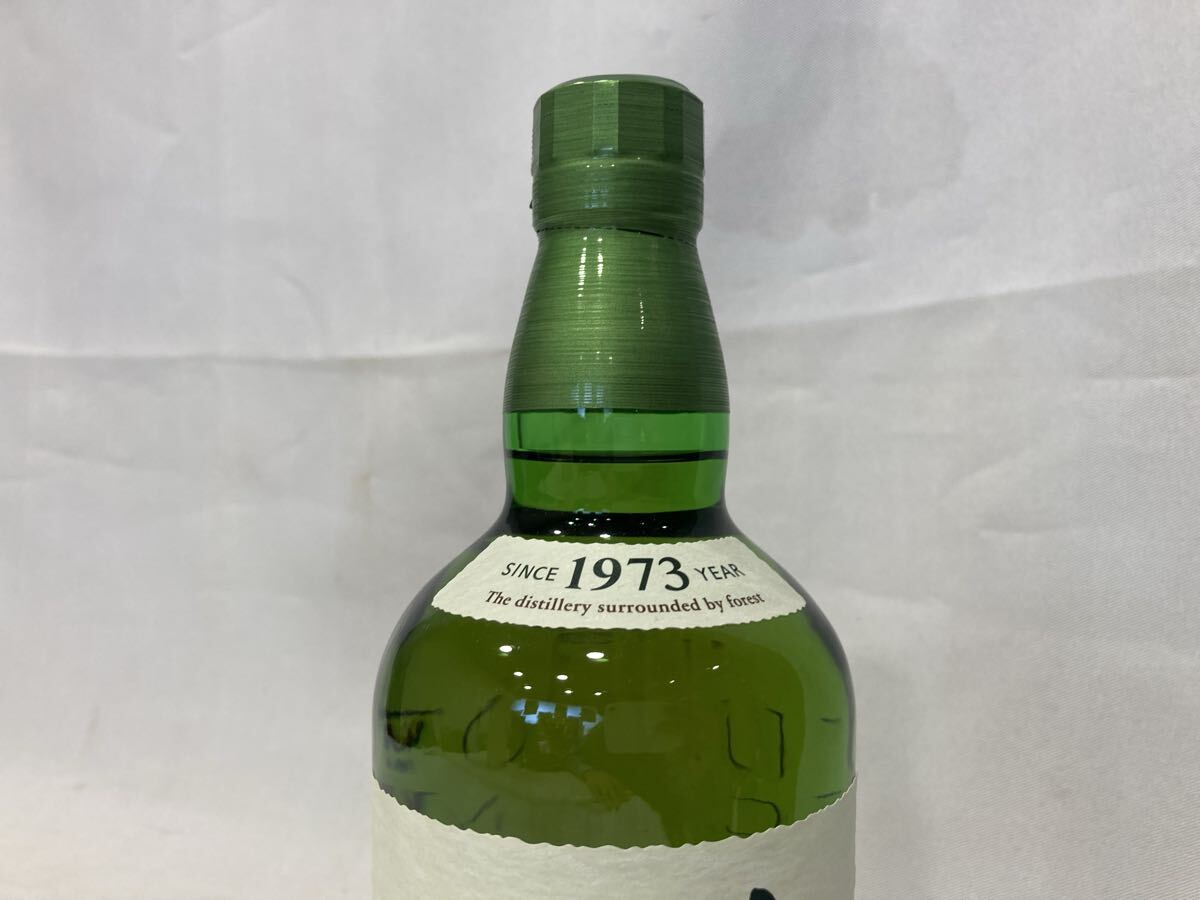 SINCE 1973 YEAR
The distillery surrounded by forest